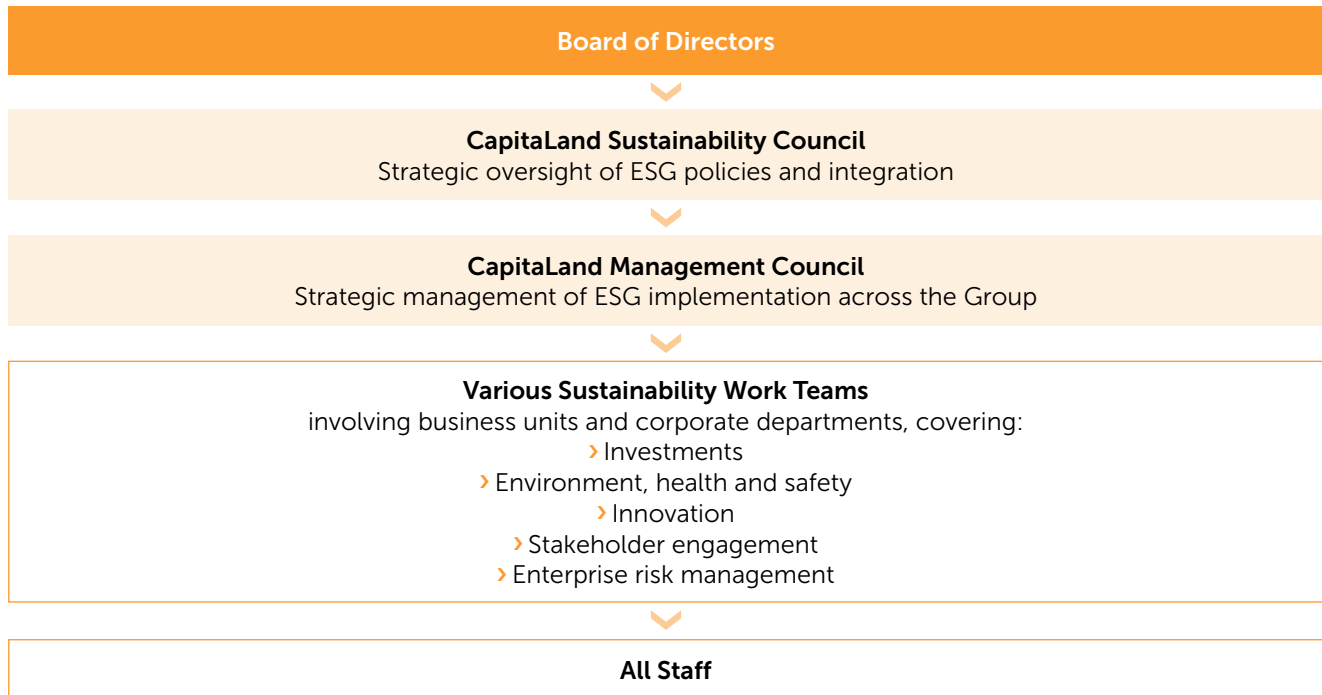 Board of Directors
CapitaLand Sustainability Council
Strategic oversight of ESG policies and integration
CapitaLand Management Council
Strategic management of ESG implementation across the Group
Various Sustainability Work Teams
involving business units and corporate departments, covering:
› Investments
› Environment, health and safety
› Innovation
› Stakeholder engagement
› Enterprise risk management
All Staff